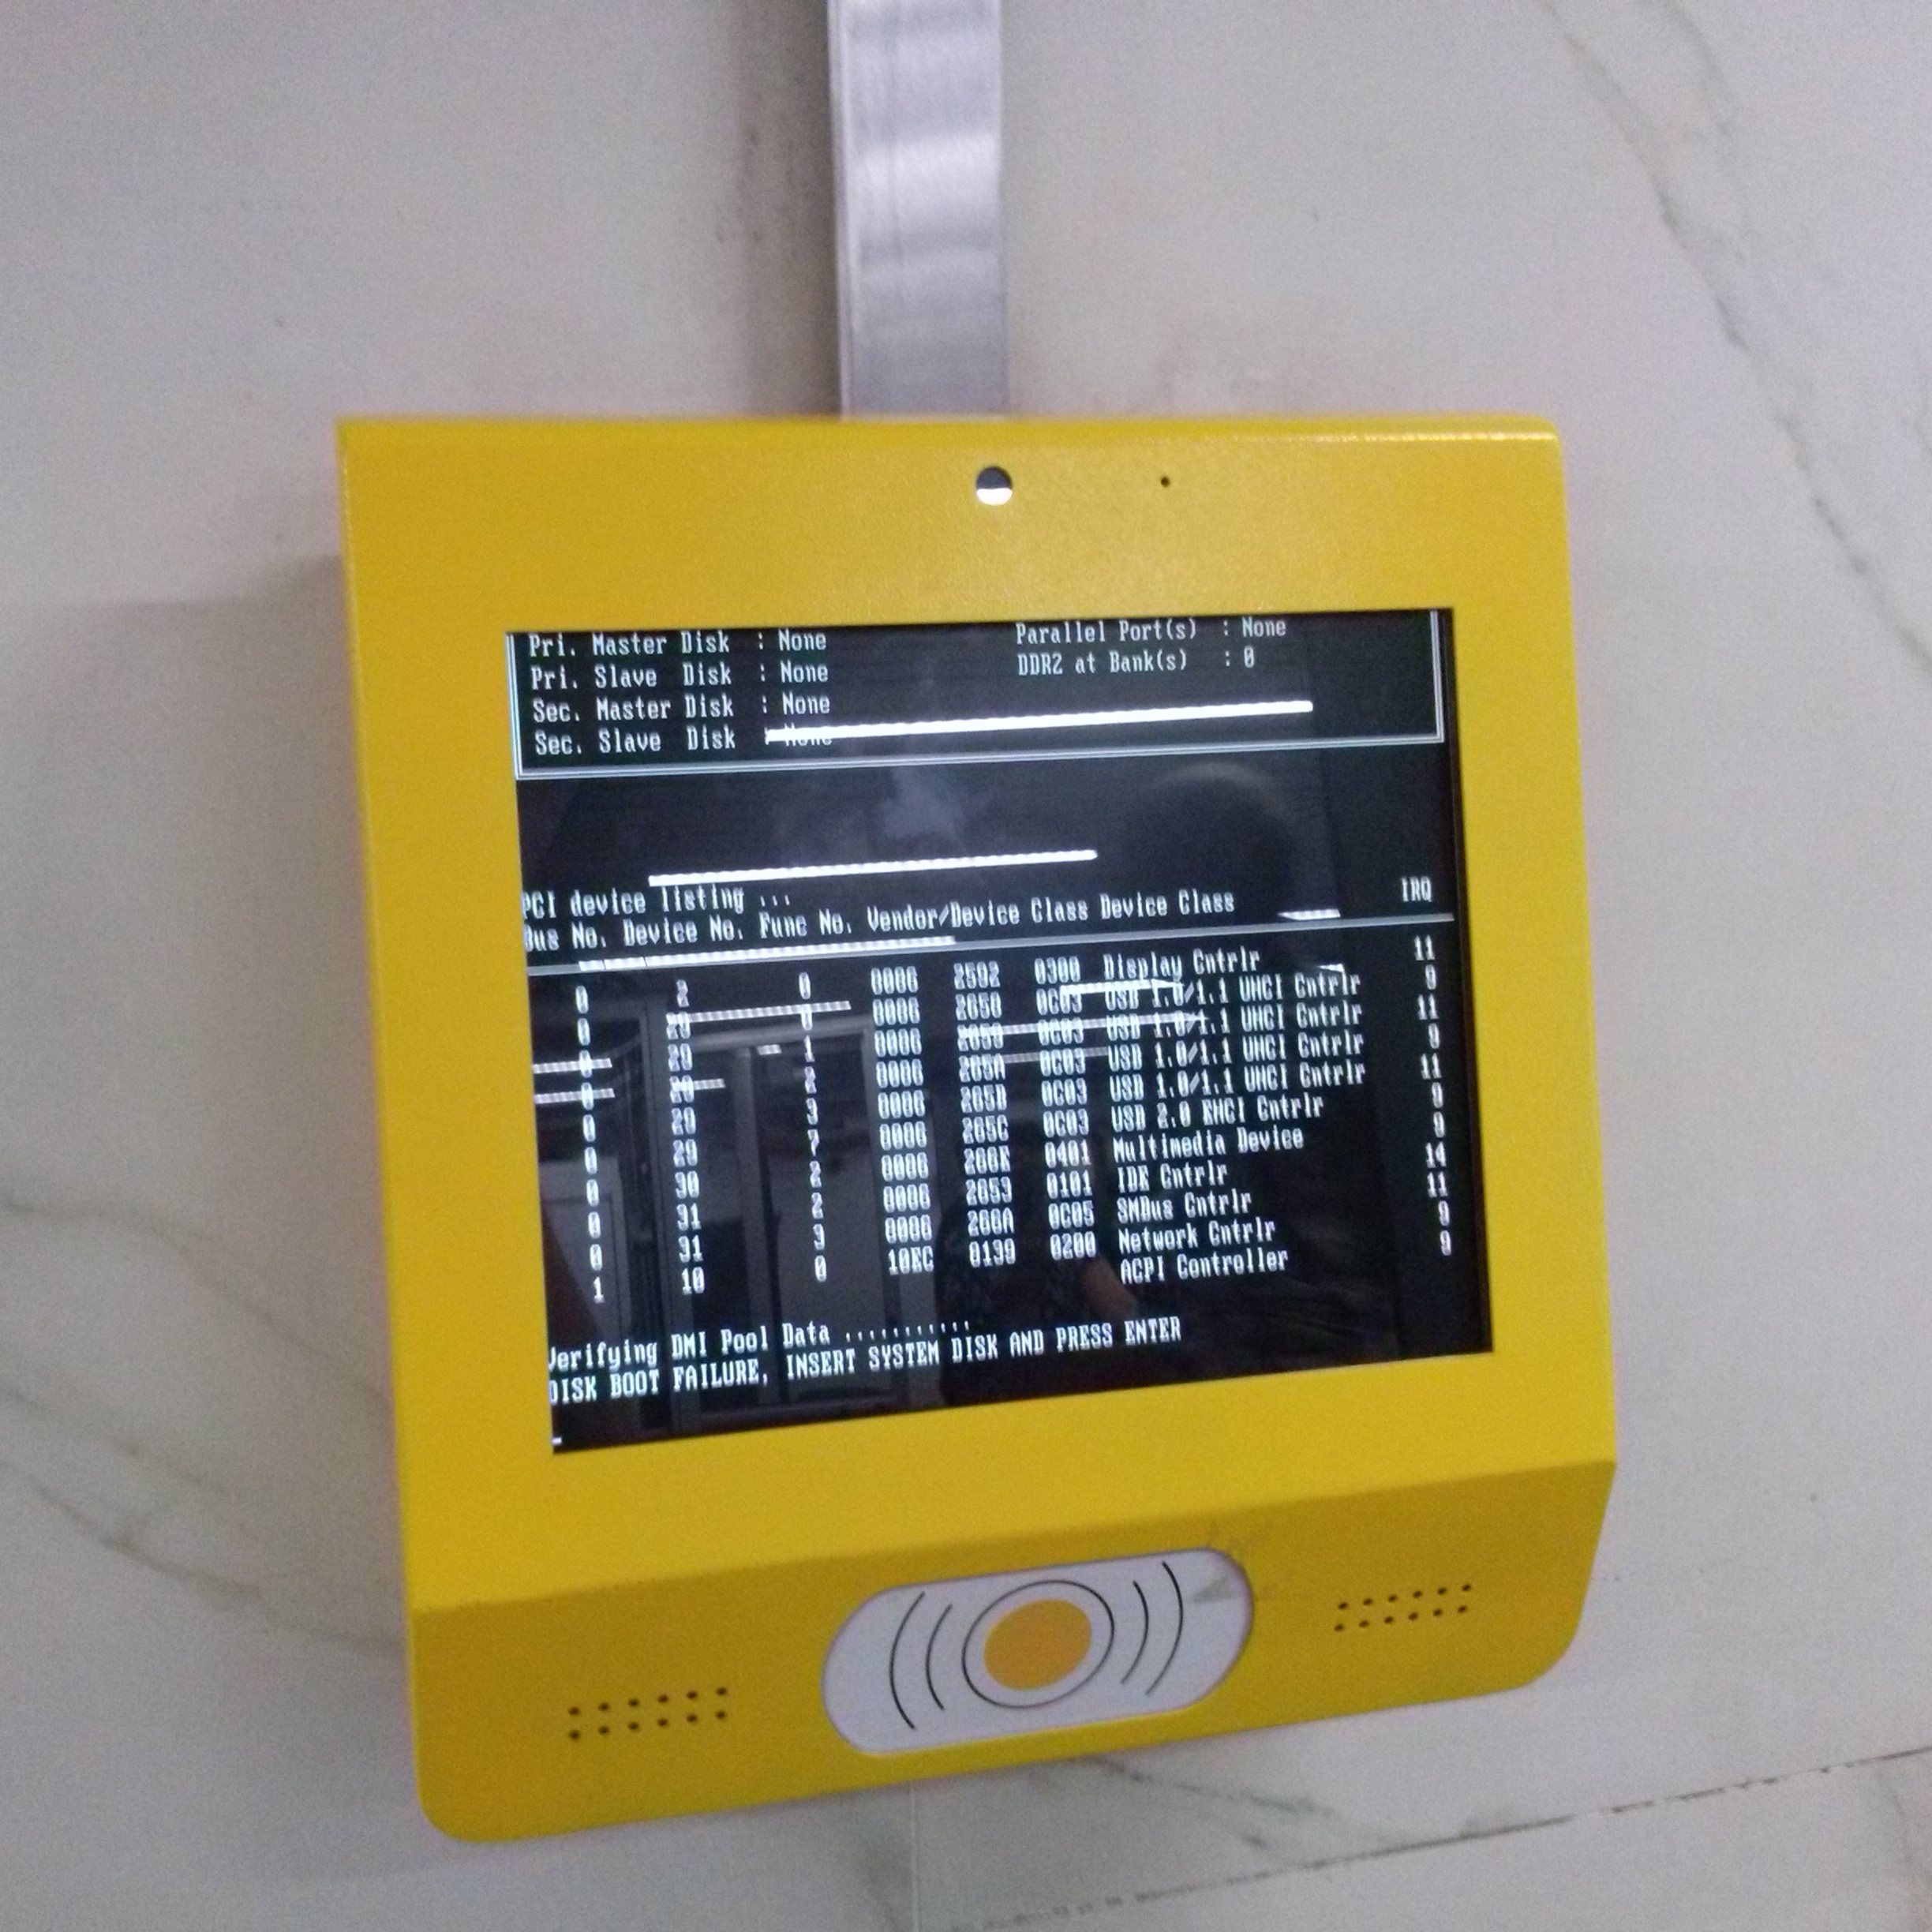 Pri. Master Disk : None Parallel Port(s) : None
Pri. Slave Disk : None DDR2 at Bank(s) : 0
Sec. Master Disk : None
Sec. Slave Disk : None
PCI device listing ...
Bus No. Device No. Func No. Vendor/Device Class Device Class IRQ
0 2 0 8086 2592 0300 Display Cntrlr 11
0 29 0 8086 2658 0C03 USB 1.0/1.1 UHCI Cntrlr 9
0 29 1 8086 2659 0C03 USB 1.0/1.1 UHCI Cntrlr 11
0 29 2 8086 265A 0C03 USB 1.0/1.1 UHCI Cntrlr 9
0 29 3 8086 265B 0C03 USB 1.0/1.1 UHCI Cntrlr 11
0 29 7 8086 265C 0C03 USB 2.0 EHCI Cntrlr 9
0 30 2 8086 266E 0401 Multimedia Device 9
0 31 2 8086 2653 0101 IDE Cntrlr 14
0 31 3 8086 266A 0C05 SMBus Cntrlr 11
1 10 0 10EC 8139 0200 Network Cntrlr 9
ACPI Controller 9
Verifying DMI Pool Data ............
DISK BOOT FAILURE, INSERT SYSTEM DISK AND PRESS ENTER